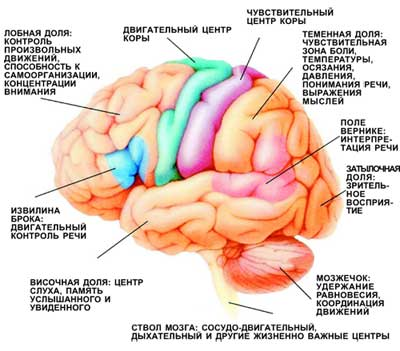 ЛОБНАЯ ДОЛЯ:
КОНТРОЛЬ
ПРОИЗВОЛЬНЫХ
ДВИЖЕНИЙ,
СПОСОБНОСТЬ К
САМООРГАНИЗАЦИИ,
КОНЦЕНТРАЦИИ
ВНИМАНИЯ
ДВИГАТЕЛЬНЫЙ ЦЕНТР
КОРЫ
ЧУВСТВИТЕЛЬНЫЙ
ЦЕНТР КОРЫ
ТЕМЕННАЯ ДОЛЯ:
ЧУВСТВИТЕЛЬНАЯ
ЗОНА БОЛИ,
ТЕМПЕРАТУРЫ,
ОСЯЗАНИЯ,
ДАВЛЕНИЯ,
ПОНИМАНИЯ РЕЧИ,
ВЫРАЖЕНИЯ
МЫСЛЕЙ
ПОЛЕ
ВЕРНИКЕ:
ИНТЕРПРЕ-
ТАЦИЯ РЕЧИ
ЗАТЫЛОЧНАЯ
ДОЛЯ:
ЗРИТЕЛЬ-
НОЕ
ВОСПРИЯ-
ТИЕ
ИЗВИЛИНА
БРОКА:
ДВИГАТЕЛЬНЫЙ
КОНТРОЛЬ РЕЧИ
ВИСОЧНАЯ ДОЛЯ: ЦЕНТР
СЛУХА, ПАМЯТЬ
УСЛЫШАННОГО И
УВИДЕННОГО
МОЗЖЕЧОК:
УДЕРЖАНИЕ
РАВНОВЕСИЯ,
КООРДИНАЦИЯ
ДВИЖЕНИЙ
СТВОЛ МОЗГА: СОСУДО-ДВИГАТЕЛЬНЫЙ,
ДЫХАТЕЛЬНЫЙ И ДРУГИЕ ЖИЗНЕННО ВАЖНЫЕ ЦЕНТРЫ